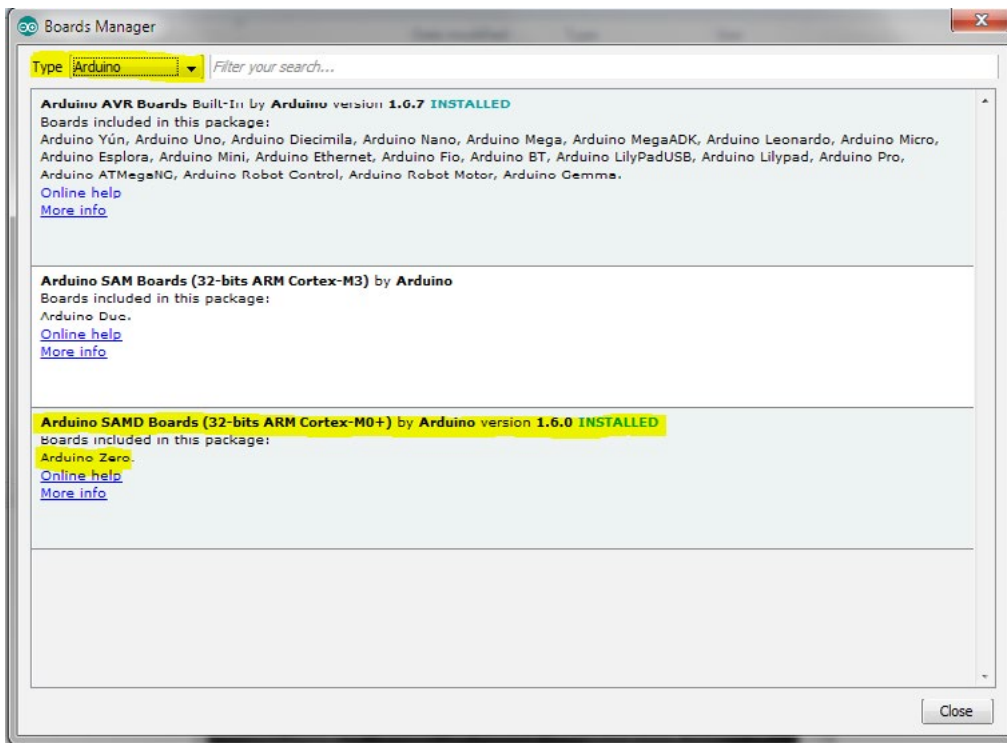 Boards Manager
Type Arduino Filter your search...
Arduino AVR Boards Built-In by Arduino version 1.6.7 INSTALLED
Boards included in this package:
Arduino Yún, Arduino Uno, Arduino Diecimila, Arduino Nano, Arduino Mega, Arduino MegaADK, Arduino Leonardo, Arduino Micro,
Arduino Esplora, Arduino Mini, Arduino Ethernet, Arduino Fio, Arduino BT, Arduino LilyPadUSB, Arduino Lilypad, Arduino Pro,
Arduino ATMegaNG, Arduino Robot Control, Arduino Robot Motor, Arduino Gemma.
Online help
More info
Arduino SAM Boards (32-bits ARM Cortex-M3) by Arduino
Boards included in this package:
Arduino Due.
Online help
More info
Arduino SAMD Boards (32-bits ARM Cortex-M0+) by Arduino version 1.6.0 INSTALLED
Boards included in this package:
Arduino Zero.
Online help
More info
Close